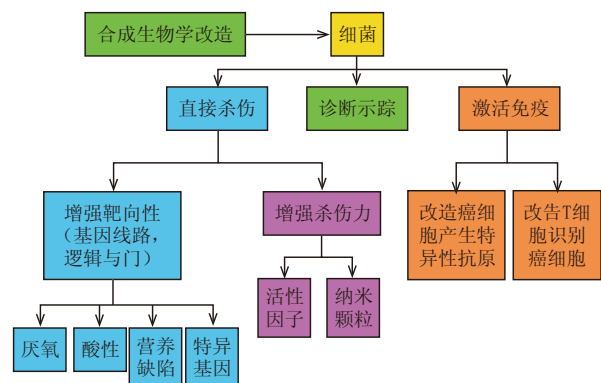 合成生物学改造
细菌
直接杀伤
诊断示踪
激活免疫
增强靶向性
（基因线路，
逻辑与门）
增强杀伤力
改造癌细
胞产生特
异性抗原
改告T细
胞识别
癌细胞
活性
因子
纳米
颗粒
厌氧
酸性
营养
缺陷
特异
基因